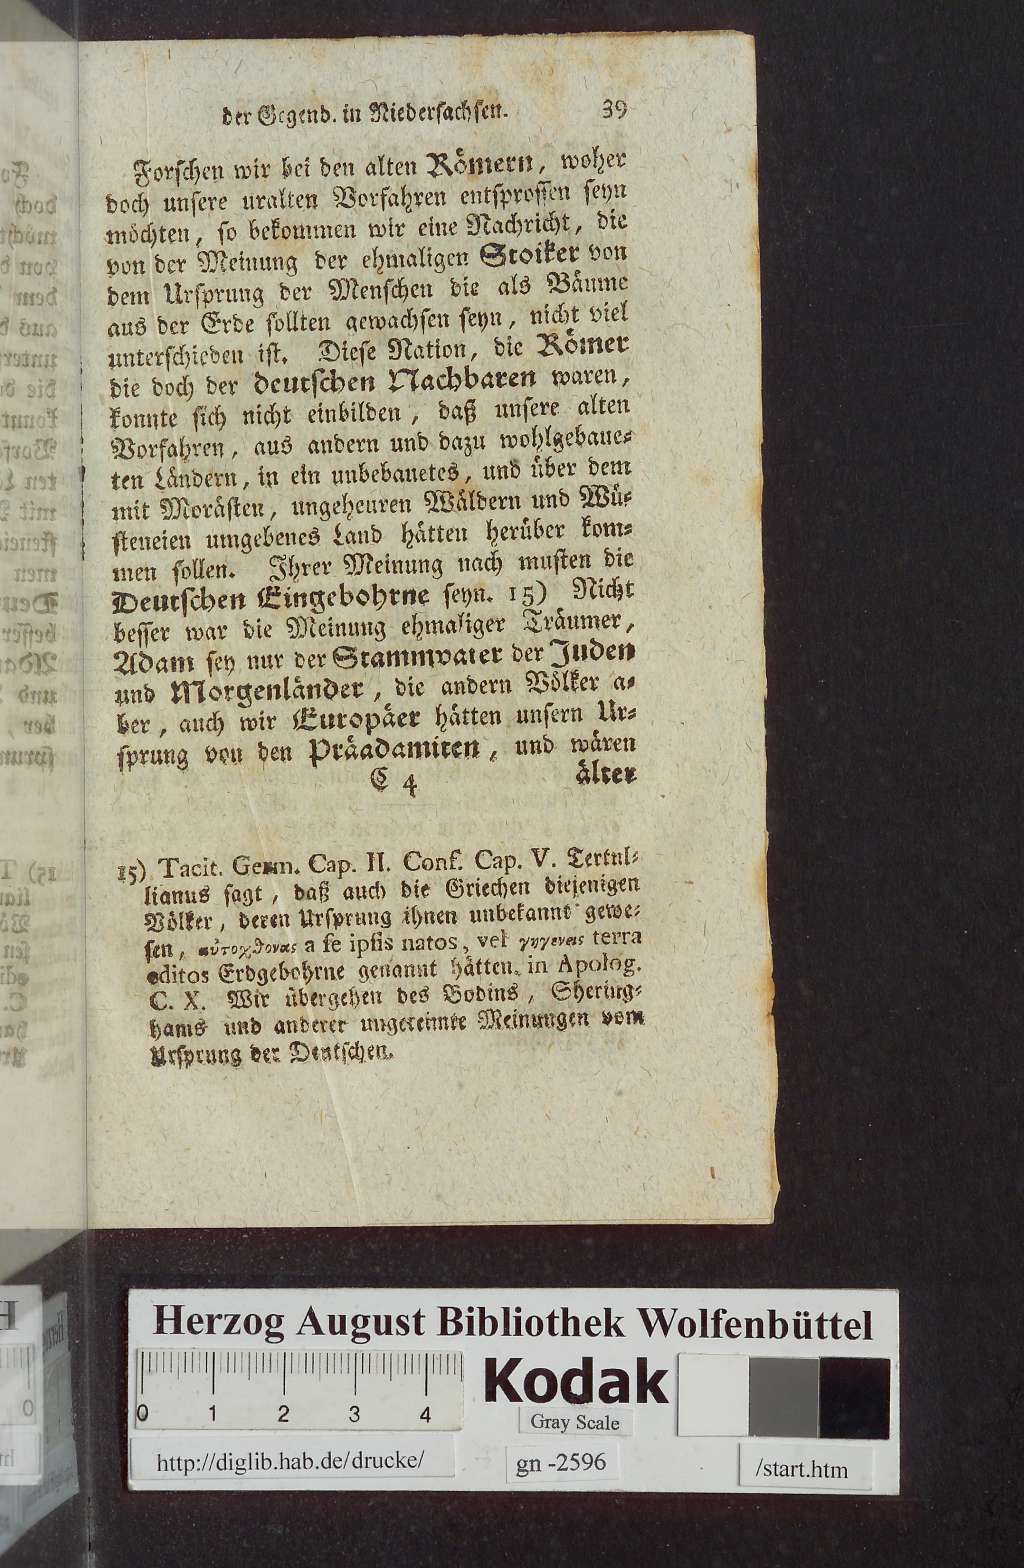 der Gegend. in Niedersachsen. 39
Forschen wir bei den alten Römern, woher
doch unsere uralten Vorfahren entsprossen seyn
möchten, so bekommen wir eine Nachricht, die
von der Meinung der ehmaligen Stoiker von
dem Ursprung der Menschen die als Bäume
aus der Erde sollten gewachsen seyn, nicht viel
unterschieden ist. Diese Nation, die Römer
die doch der deutschen Nachbaren waren,
konnte sich nicht einbilden, daß unsere alten
Vorfahren, aus andern und dazu wohlgebaue-
ten Ländern, in ein unbebauetes, und über dem
mit Morästen, ungeheuren Wäldern und Wü-
steneien umgebenes Land hätten herüber kom-
men sollen. Ihrer Meinung nach musten die
Deutschen Eingebohrne seyn. 15) Nicht
besser war die Meinung ehmaliger Träumer,
Adam sey nur der Stammvater der Juden
und Morgenländer, die andern Völker a-
ber, auch wir Europäer hätten unsern Ur-
sprung von den Präadamiten, und wären
C 4 älter
15) Tacit. Germ. Cap. II. Conf. Cap. V. Tertul-
lianus sagt, daß auch die Griechen diejenigen
Völker, deren Ursprung ihnen unbekannt gewe-
sen, αὐτοχθονας a se ipsis natos, vel γηγενεις terra
editos Erdgebohrne genannt hätten. in Apolog.
C. X. Wir übergehen des Bodins, Shering-
hams und anderer ungereimte Meinungen vom
Ursprung der Deutschen.
Herzog August Bibliothek Wolfenbüttel
0 1 2 3 4
Kodak
Gray Scale
http://diglib.hab.de/drucke/ gn -2596 /start.htm